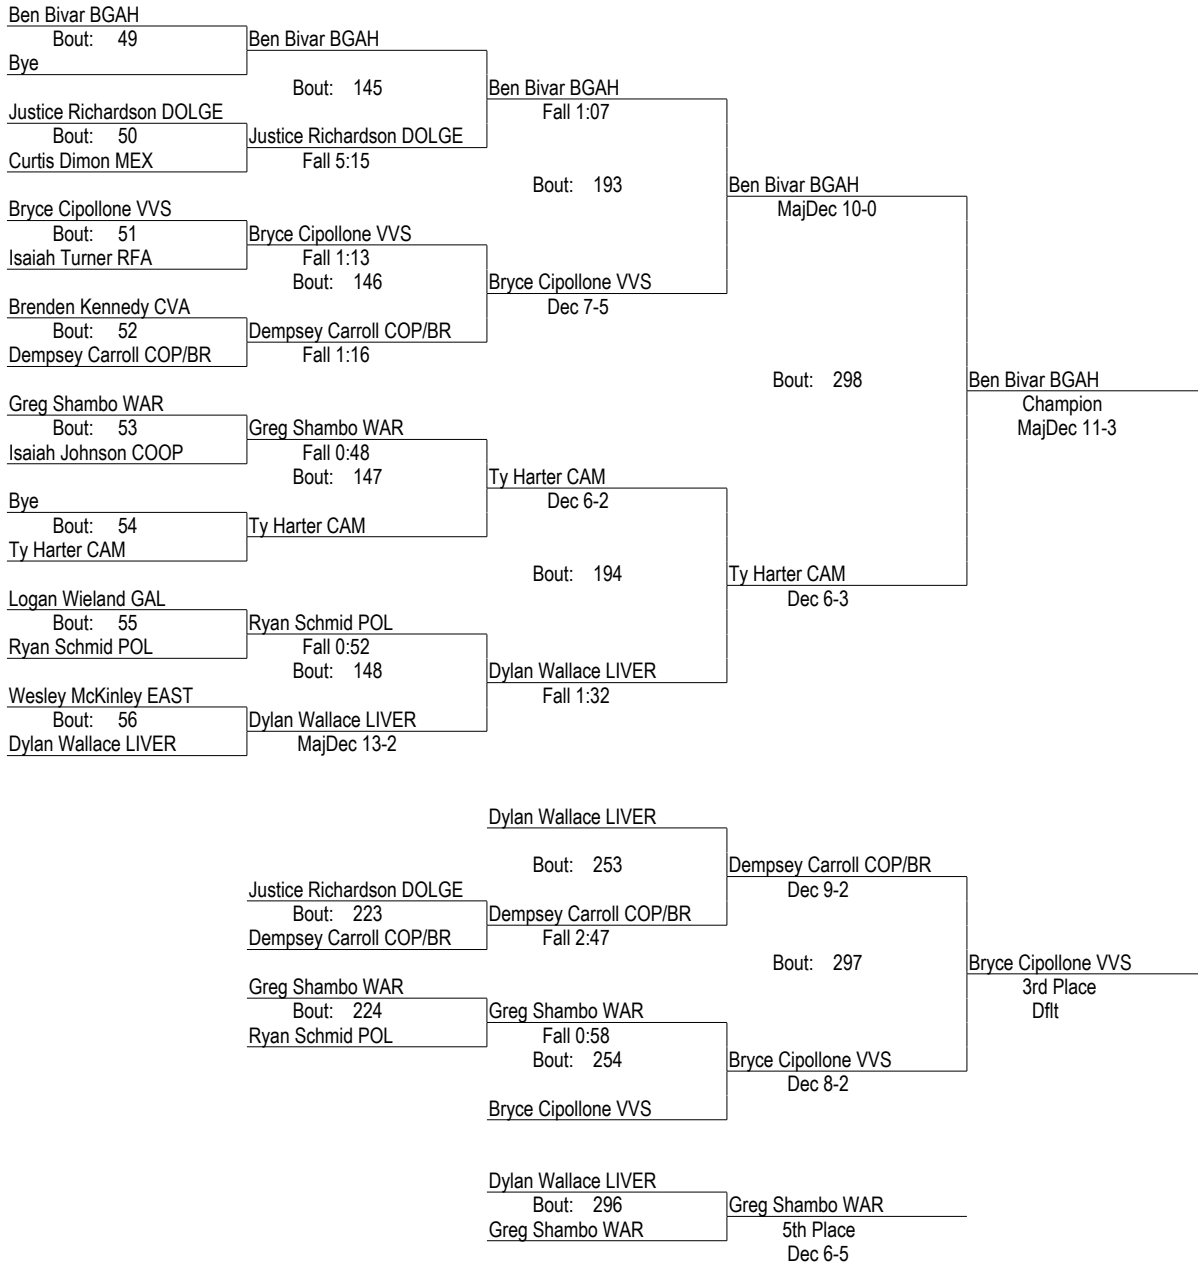 Ben Bivar BGAH
Bout: 49
Bye
Ben Bivar BGAH
Bout: 145
Justice Richardson DOLGE
Bout: 50
Curtis Dimon MEX
Justice Richardson DOLGE
Fall 5:15
Ben Bivar BGAH
Fall 1:07
Bout: 193
Bryce Cipollone VVS
Bout: 51
Isaiah Turner RFA
Bryce Cipollone VVS
Fall 1:13
Bout: 146
Brenden Kennedy CVA
Bout: 52
Dempsey Carroll COP/BR
Dempsey Carroll COP/BR
Fall 1:16
Bryce Cipollone VVS
Dec 7-5
Ben Bivar BGAH
MajDec 10-0
Bout: 298
Greg Shambo WAR
Bout: 53
Isaiah Johnson COOP
Greg Shambo WAR
Fall 0:48
Bout: 147
Bye
Bout: 54
Ty Harter CAM
Ty Harter CAM
Ty Harter CAM
Dec 6-2
Bout: 194
Logan Wieland GAL
Bout: 55
Ryan Schmid POL
Ryan Schmid POL
Fall 0:52
Bout: 148
Wesley McKinley EAST
Bout: 56
Dylan Wallace LIVER
Dylan Wallace LIVER
MajDec 13-2
Dylan Wallace LIVER
Fall 1:32
Ty Harter CAM
Dec 6-3
Ben Bivar BGAH
Champion
MajDec 11-3
Dylan Wallace LIVER
Bout: 253
Justice Richardson DOLGE
Bout: 223
Dempsey Carroll COP/BR
Dempsey Carroll COP/BR
Fall 2:47
Dempsey Carroll COP/BR
Dec 9-2
Bout: 297
Greg Shambo WAR
Bout: 224
Ryan Schmid POL
Greg Shambo WAR
Fall 0:58
Bout: 254
Bryce Cipollone VVS
Bryce Cipollone VVS
Dec 8-2
Bryce Cipollone VVS
3rd Place
Dflt
Dylan Wallace LIVER
Bout: 296
Greg Shambo WAR
Greg Shambo WAR
5th Place
Dec 6-5